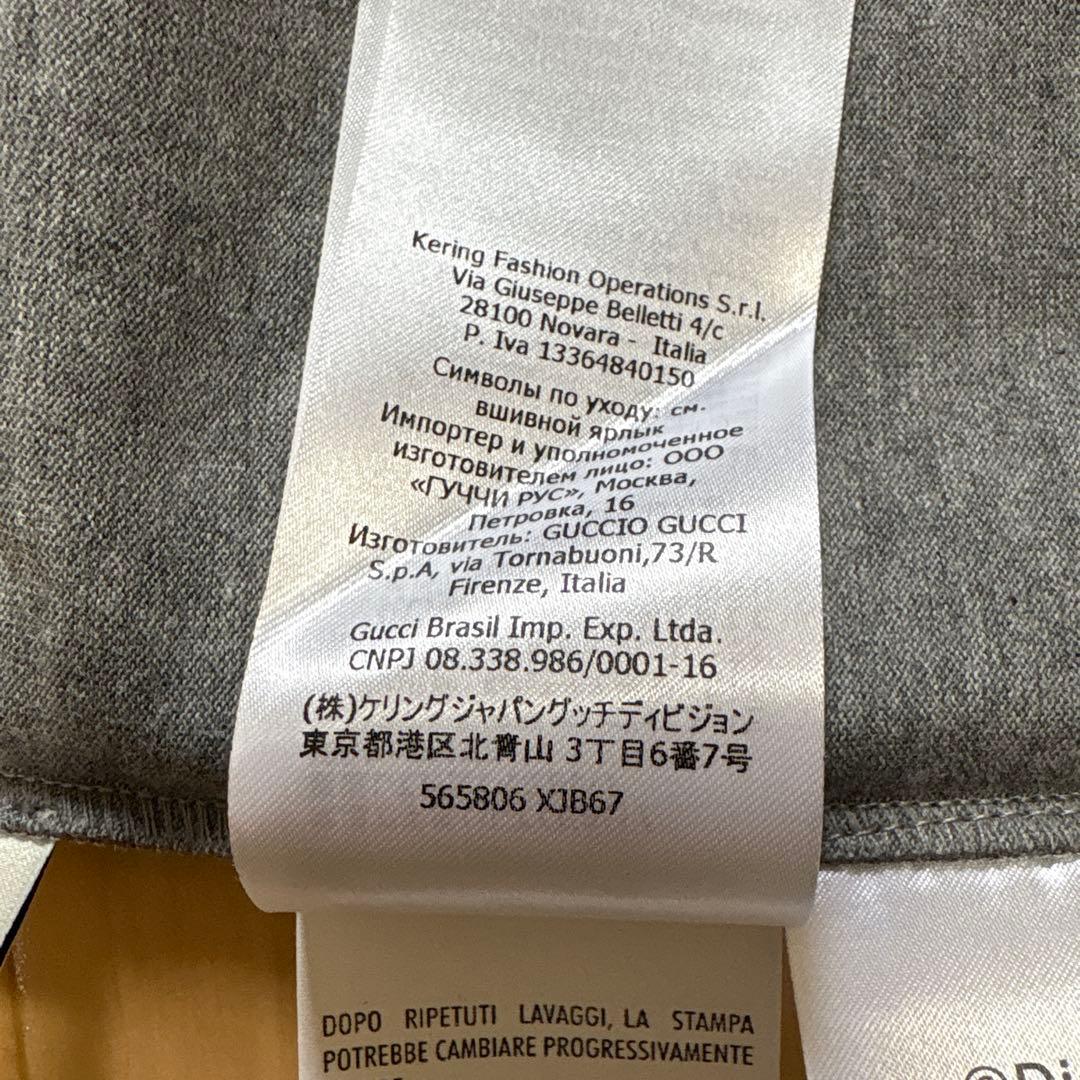 Kering Fashion Operations S.r.l.
Via Giuseppe Belletti 4/c
28100 Novara - Italia
P. Iva 13364840150
Символы по уходу: см.
вшивной ярлык
Импортер и уполномоченное
изготовителем лицо: ООО
«ГУЧЧИ РУС», Москва,
Петровка, 16
Изготовитель: GUCCIO GUCCI
S.p.A, via Tornabuoni,73/R
Firenze, Italia
Gucci Brasil Imp. Exp. Ltda.
CNPJ 08.338.986/0001-16
(株)ケリングジャパングッチディビジョン
東京都港区北青山 3丁目6番7号
565806 XJB67
DOPO RIPETUTI LAVAGGI, LA STAMPA
POTREBBE CAMBIARE PROGRESSIVAMENTE